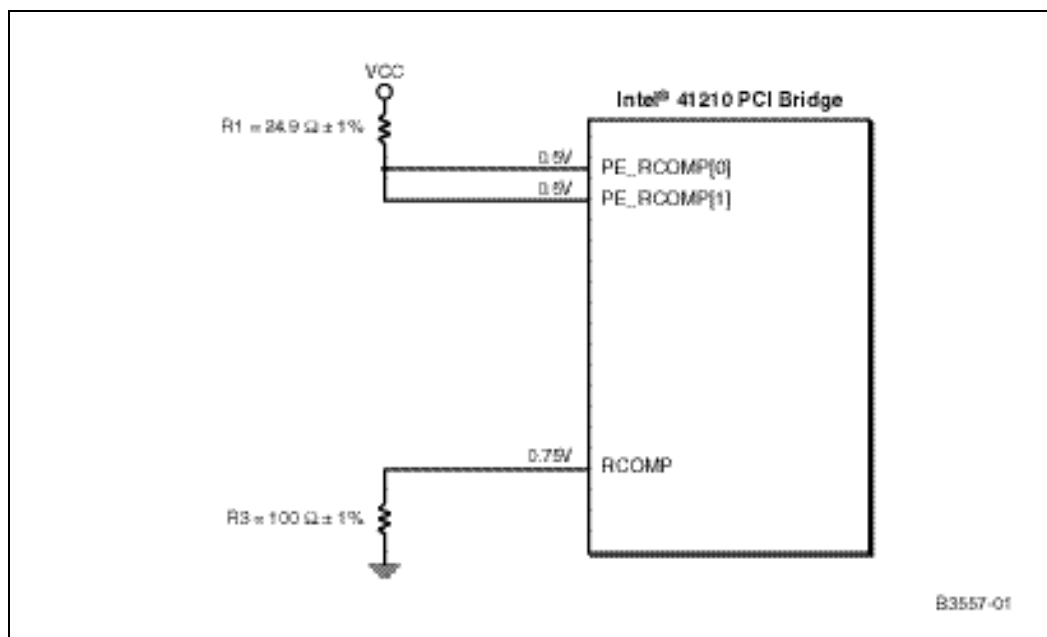 VCC
Intel® 41210 PCI Bridge
R1 = 24.9 Ω ± 1%
0.5V
PE_RCOMP[0]
0.5V
PE_RCOMP[1]
0.75V
RCOMP
R3 = 100 Ω ± 1%
B3557-01